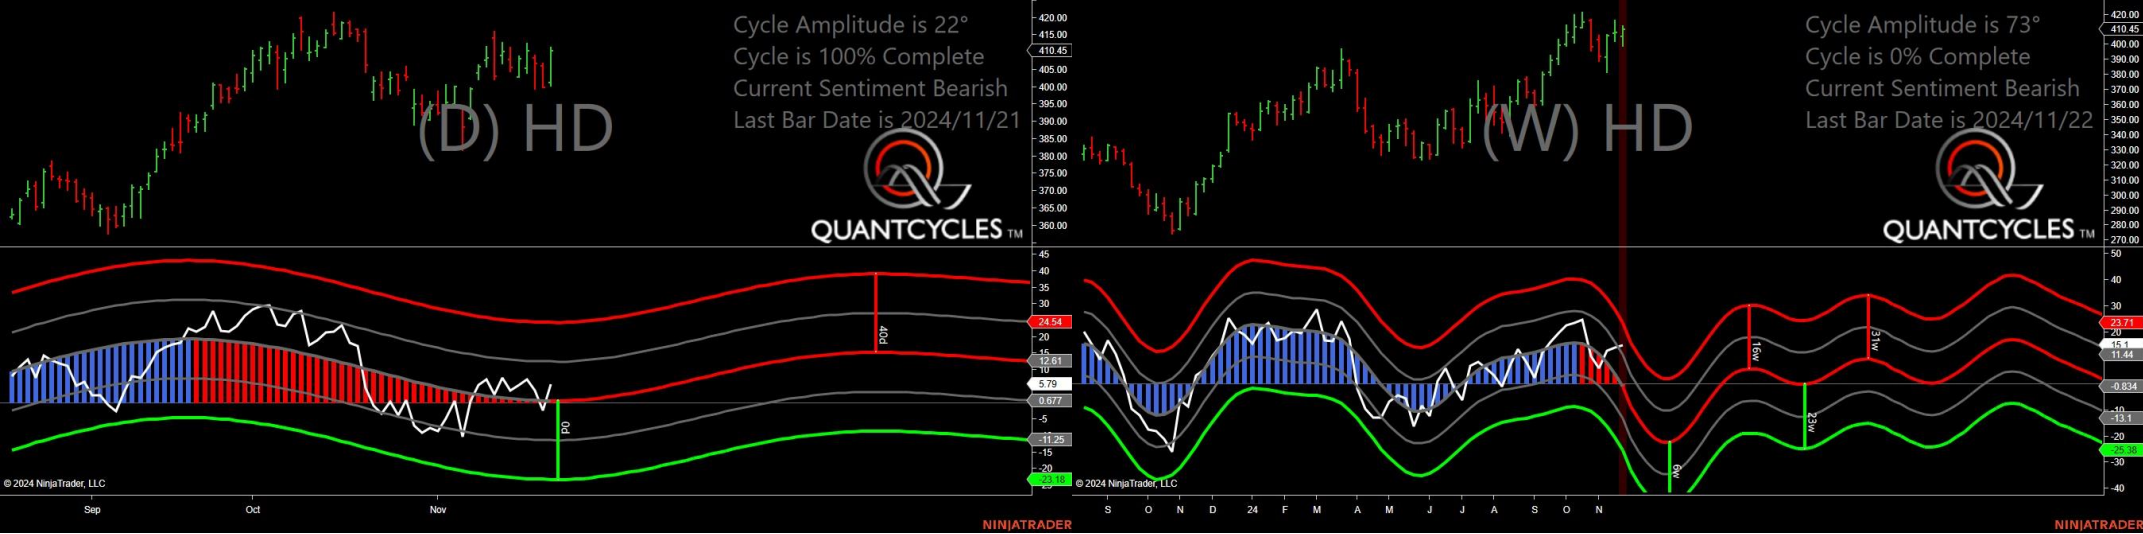 Cycle Amplitude is 22°
Cycle is 100% Complete
Current Sentiment Bearish
Last Bar Date is 2024/11/21
(D) HD
QUANTCYCLES TM
420.00
415.00
410.45
405.00
400.00
395.00
390.00
385.00
380.00
375.00
370.00
365.00
360.00
45
40
35
30
24.54
20
15
12.61
10
5.79
0.677
-5
-11.25
-15
-20
-23.18
40d
0d
© 2024 NinjaTrader, LLC
Sep
Oct
Nov
NINJATRADER
Cycle Amplitude is 73°
Cycle is 0% Complete
Current Sentiment Bearish
Last Bar Date is 2024/11/22
(W) HD
QUANTCYCLES TM
420.00
410.45
400.00
390.00
380.00
370.00
360.00
350.00
340.00
330.00
320.00
310.00
300.00
290.00
280.00
270.00
50
40
30
23.71
20
15.1
11.44
-0.834
-10
-13.1
-20
-25.38
-30
-40
16w
31w
23w
6w
© 2024 NinjaTrader, LLC
S
O
N
D
24
F
M
A
M
J
J
A
S
O
N
NINJATRADER